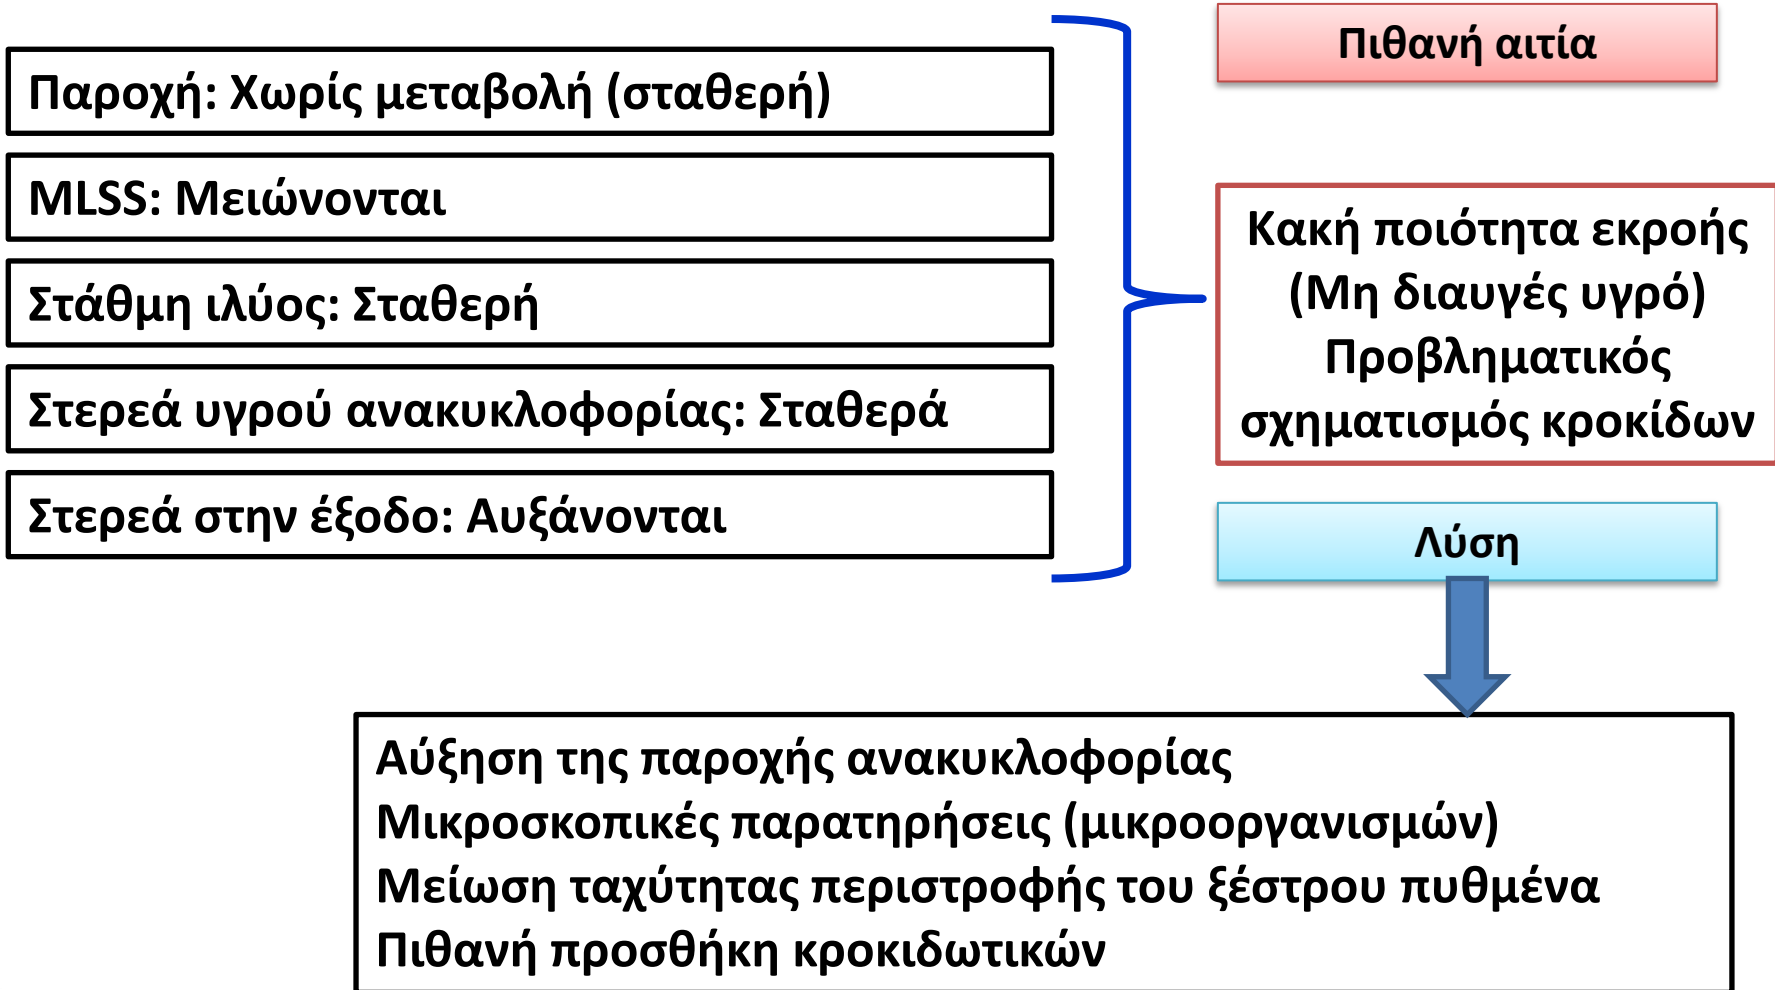 Παροχή: Χωρίς μεταβολή (σταθερή)
MLSS: Μειώνονται
Στάθμη ιλύος: Σταθερή
Στερεά υγρού ανακυκλοφορίας: Σταθερά
Στερεά στην έξοδο: Αυξάνονται
Πιθανή αιτία
Κακή ποιότητα εκροής
(Μη διαυγές υγρό)
Προβληματικός
σχηματισμός κροκίδων
Λύση
Αύξηση της παροχής ανακυκλοφορίας
Μικροσκοπικές παρατηρήσεις (μικροοργανισμών)
Μείωση ταχύτητας περιστροφής του ξέστρου πυθμένα
Πιθανή προσθήκη κροκιδωτικών